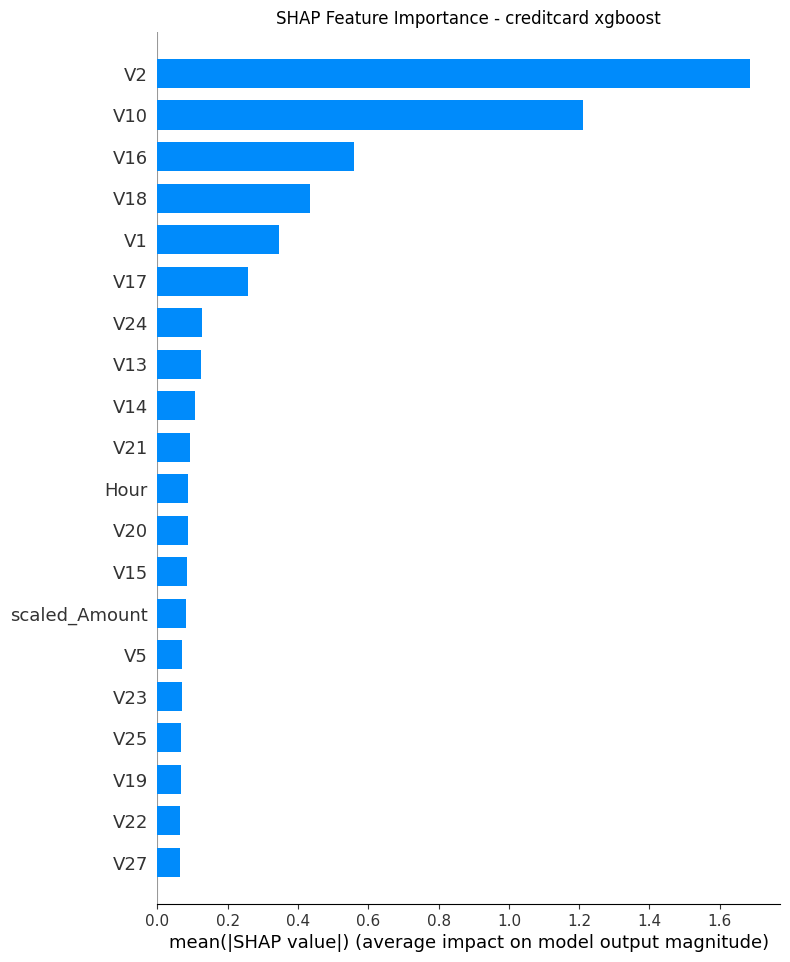 SHAP Feature Importance - creditcard xgboost
V2
V10
V16
V18
V1
V17
V24
V13
V14
V21
Hour
V20
V15
scaled_Amount
V5
V23
V25
V19
V22
V27
0.0 0.2 0.4 0.6 0.8 1.0 1.2 1.4 1.6
mean(|SHAP value|) (average impact on model output magnitude)